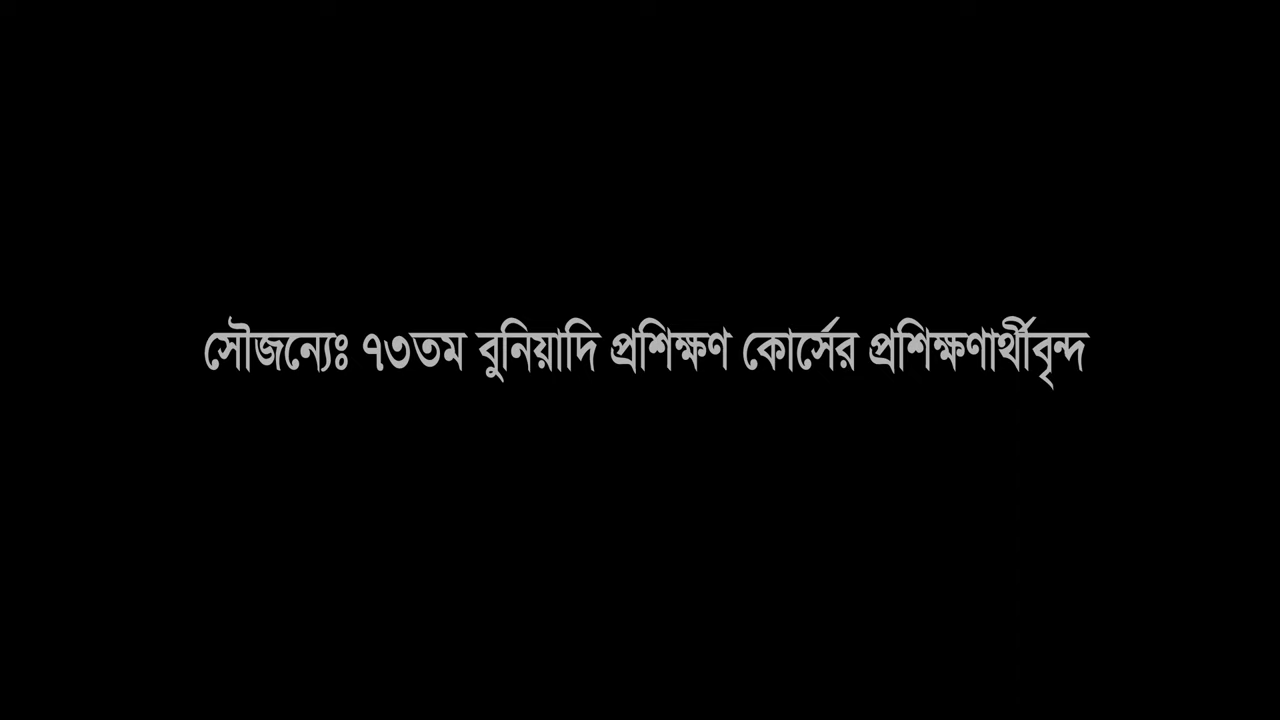 সৌজন্যেঃ ৭৩তম বুনিয়াদি প্রশিক্ষণ কোর্সের প্রশিক্ষণার্থীবৃন্দ